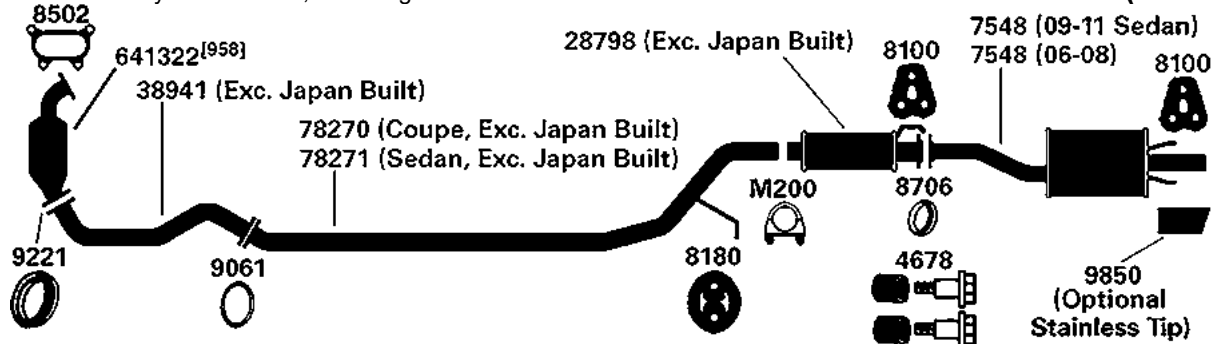 8502
641322[958]
38941 (Exc. Japan Built)
78270 (Coupe, Exc. Japan Built)
78271 (Sedan, Exc. Japan Built)
28798 (Exc. Japan Built)
8100
7548 (09-11 Sedan)
7548 (06-08)
8100
M200
8706
9221
9061
8180
4678
9850
(Optional
Stainless Tip)